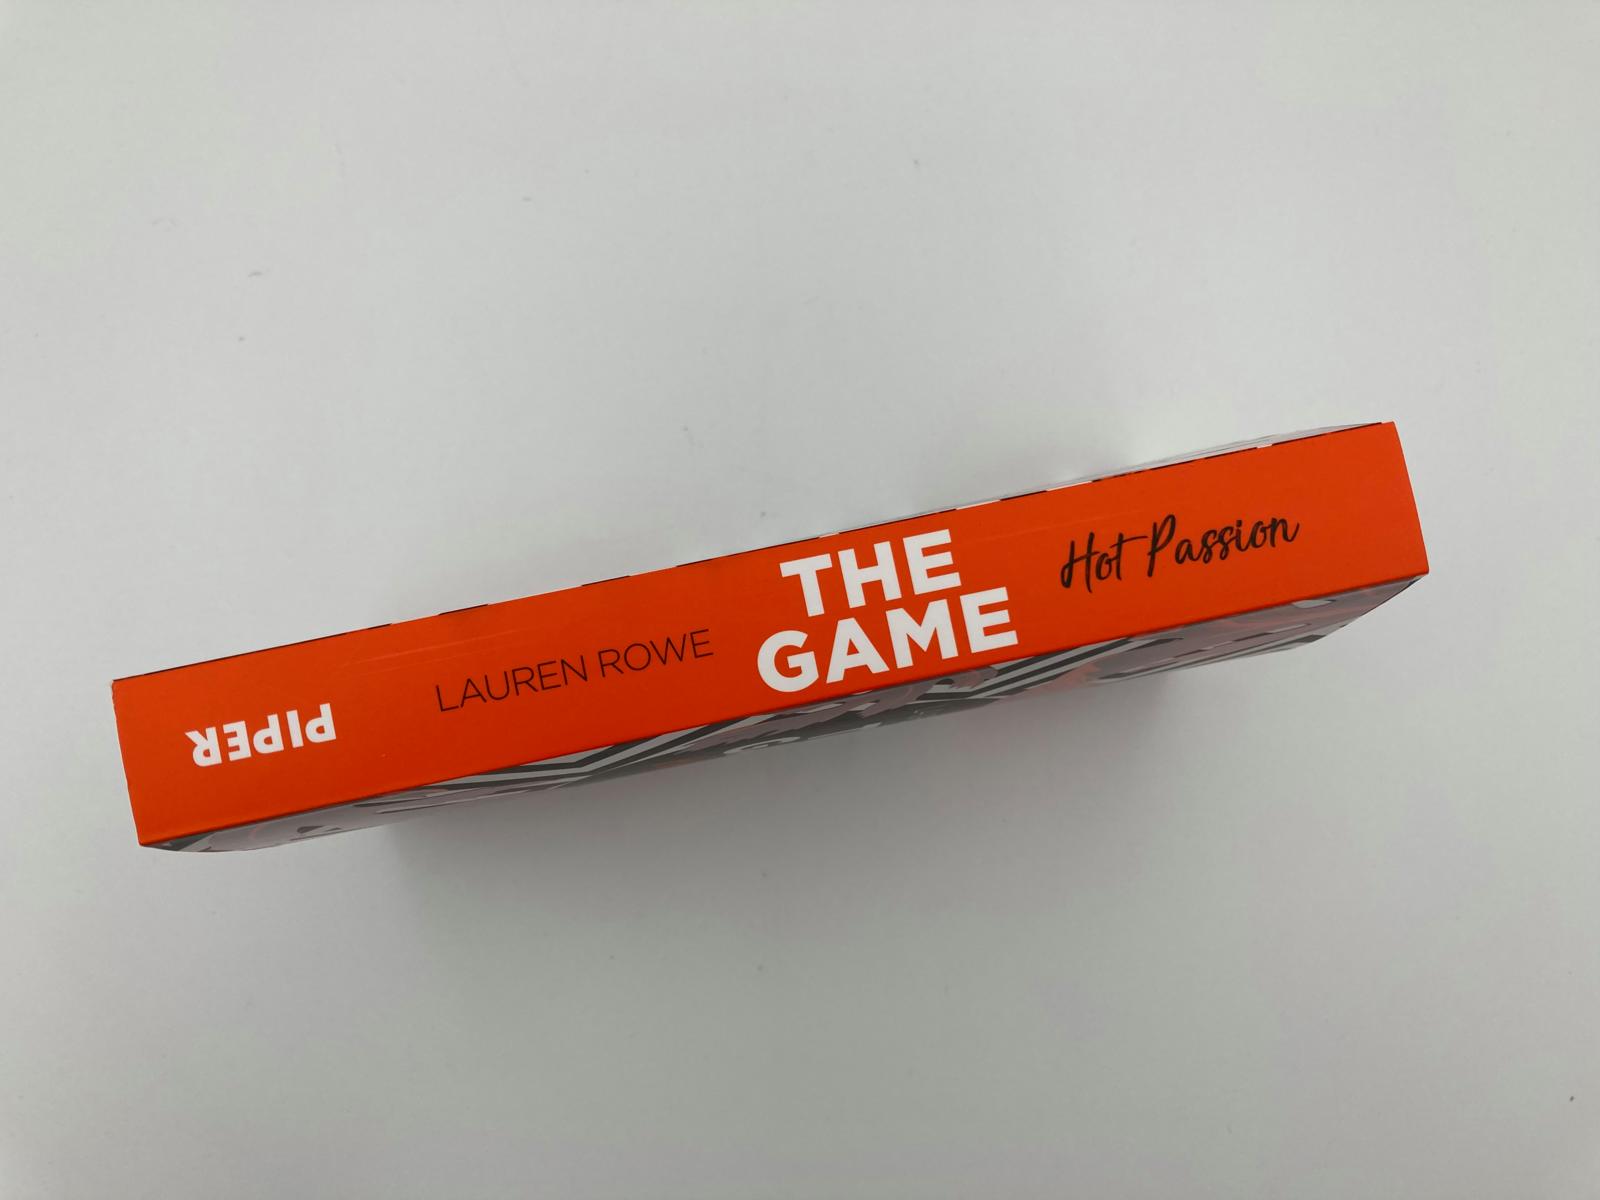 PIPER
LAUREN ROWE
THE
GAME
Hot Passion